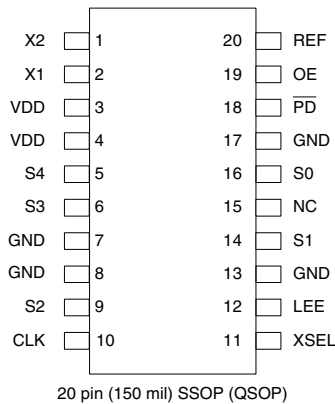 X2 1 20 REF
X1 2 19 OE
VDD 3 18 PD
VDD 4 17 GND
S4 5 16 S0
S3 6 15 NC
GND 7 14 S1
GND 8 13 GND
S2 9 12 LEE
CLK 10 11 XSEL
20 pin (150 mil) SSOP (QSOP)